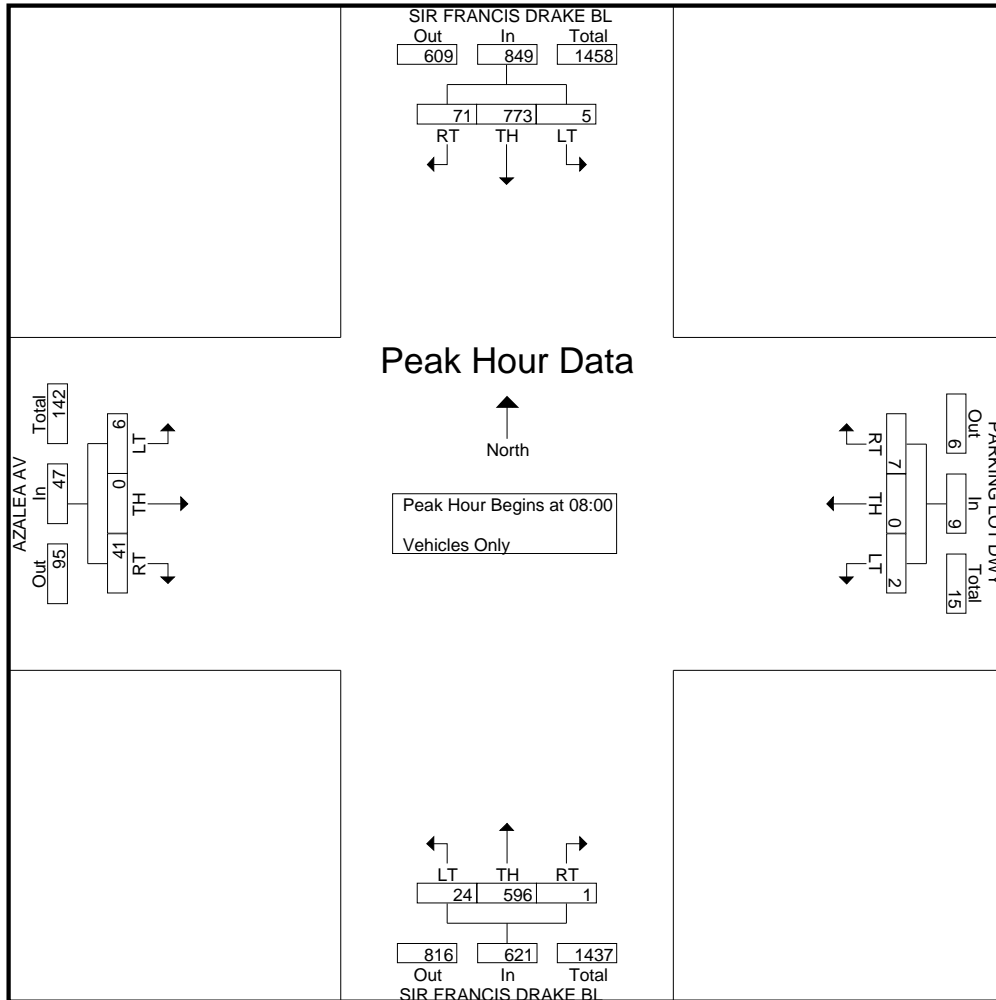 SIR FRANCIS DRAKE BL
Out In Total
609 849 1458
71 773 5
RT TH LT
Peak Hour Data
North
Peak Hour Begins at 08:00
Vehicles Only
AZALEA AV
Total In Out
142 47 95
6 0 41
LT TH RT
PARKING LOT DWY
Out In Total
6 9 15
7 0 2
RT TH LT
LT TH RT
24 596 1
816 621 1437
Out In Total
SIR FRANCIS DRAKE BL